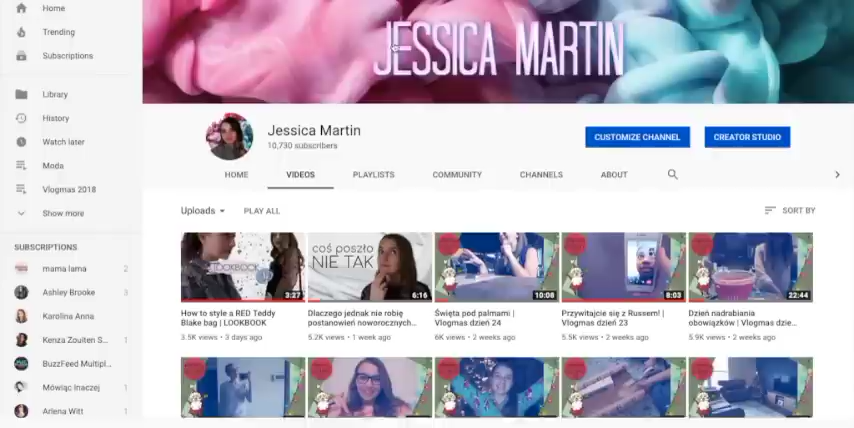 Home
Trending
Subscriptions
Library
History
Watch later
Moda
Vlogmas 2018
Show more
SUBSCRIPTIONS
mama lama 2
Ashley Brooke 3
Karolina Anna
Kenza Zouiten S... 1
BuzzFeed Multipl...
Mówiąc Inaczej 1
Arlena Witt 1
JESSICA MARTIN
Jessica Martin
10,730 subscribers
CUSTOMIZE CHANNEL
CREATOR STUDIO
HOME VIDEOS PLAYLISTS COMMUNITY CHANNELS ABOUT
Uploads PLAY ALL SORT BY
LOOKBOOK
3:27
coś poszło
NIE TAK
6:16
10:08
8:03
22:44
How to style a RED Teddy
Blake bag | LOOKBOOK
3.5K views • 3 days ago
Dlaczego jednak nie robię
postanowień noworocznych...
5.2K views • 1 week ago
Święta pod palmami |
Vlogmas dzień 24
6K views • 2 weeks ago
Przywitajcie się z Russem! |
Vlogmas dzień 23
5.5K views • 2 weeks ago
Dzień nadrabiania
obowiązków | Vlogmas dzie...
5.9K views • 2 weeks ago